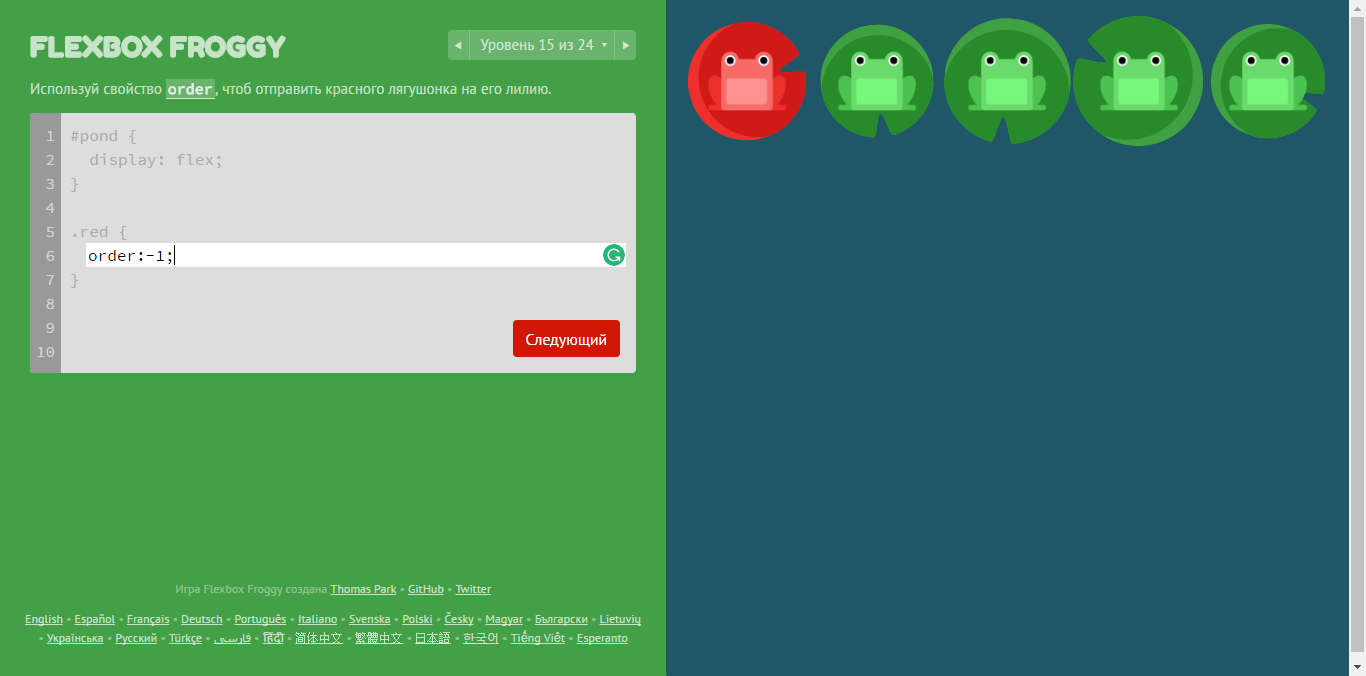 FLEXBOX FROGGY
◀ Уровень 15 из 24 ▾ ▶
Используй свойство order, чтоб отправить красного лягушонка на его лилию.
1 #pond {
2 display: flex;
3 }
4
5 .red {
6 order:-1;
7 }
8
9
10
Следующий
Игра Flexbox Froggy создана Thomas Park • GitHub • Twitter
English • Español • Français • Deutsch • Português • Italiano • Svenska • Polski • Česky • Magyar • Български • Lietuvių
• Українська • Русский • Türkçe • فارسی • हिंदी • 简体中文 • 繁體中文 • 日本語 • 한국어 • Tiếng Việt • Esperanto